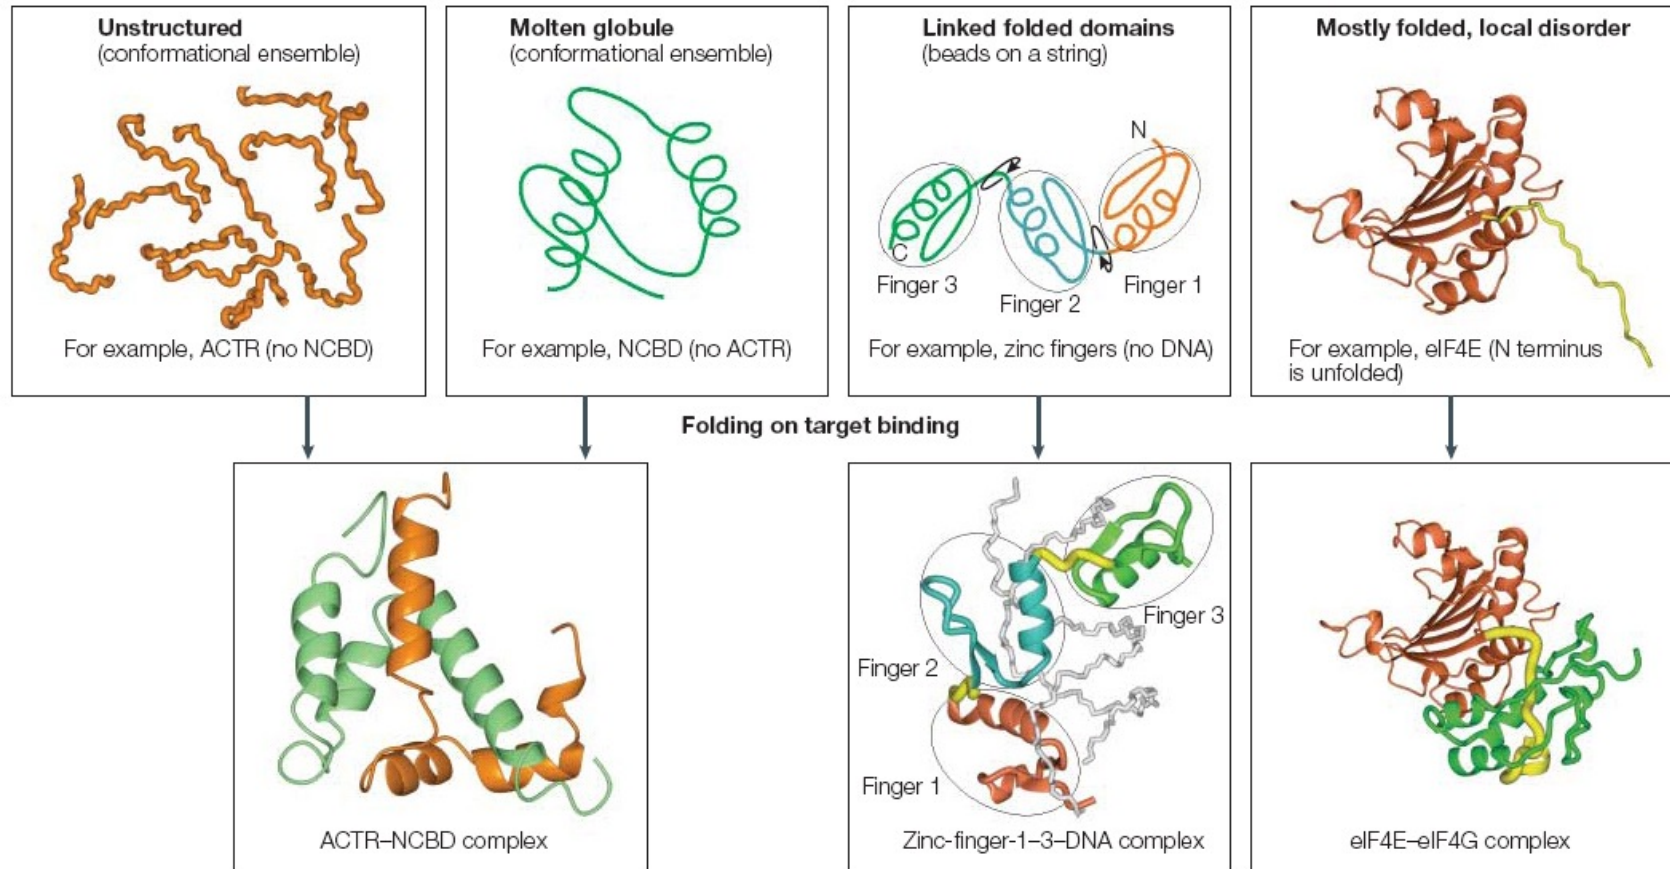 Unstructured
(conformational ensemble)
For example, ACTR (no NCBD)
Molten globule
(conformational ensemble)
For example, NCBD (no ACTR)
Linked folded domains
(beads on a string)
N
C
Finger 3
Finger 2
Finger 1
For example, zinc fingers (no DNA)
Mostly folded, local disorder
For example, eIF4E (N terminus
is unfolded)
Folding on target binding
ACTR–NCBD complex
Finger 3
Finger 2
Finger 1
Zinc-finger-1–3–DNA complex
eIF4E–eIF4G complex